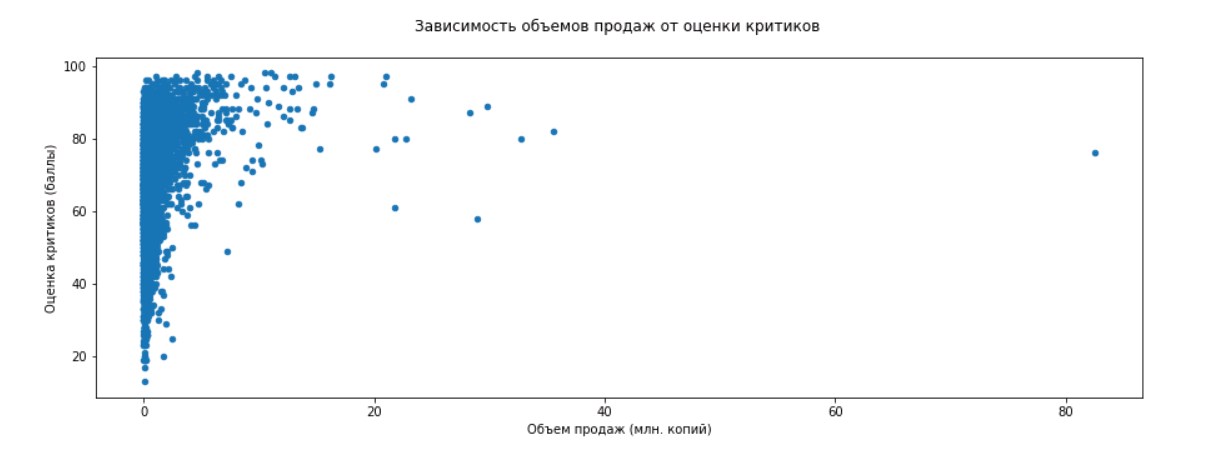 Зависимость объемов продаж от оценки критиков
100
80
60
40
20
Оценка критиков (баллы)
0 20 40 60 80
Объем продаж (млн. копий)